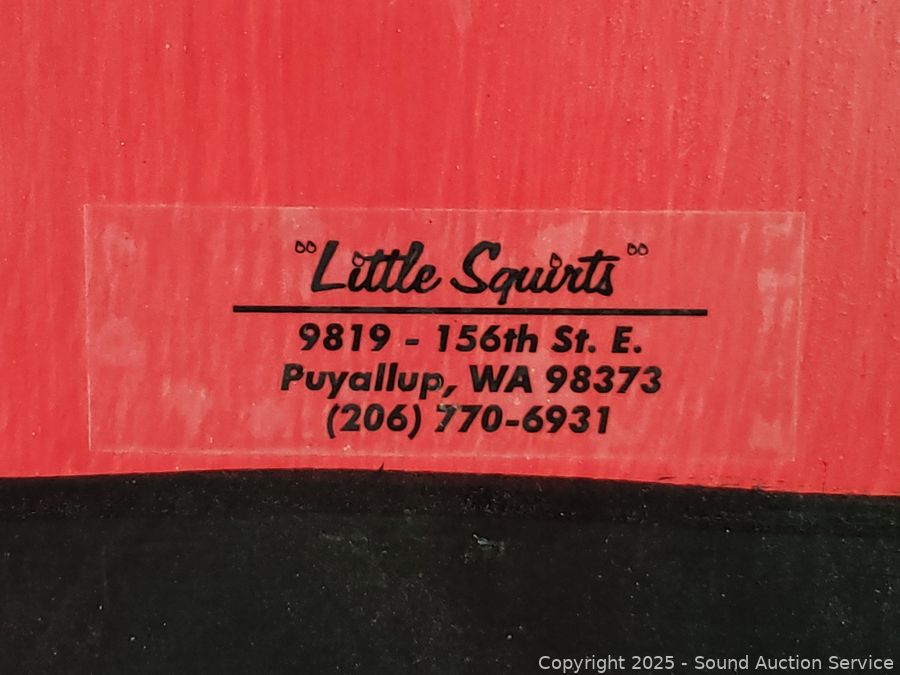 "Little Squirts"
9819 - 156th St. E.
Puyallup, WA 98373
(206) 770-6931
Copyright 2025 - Sound Auction Service